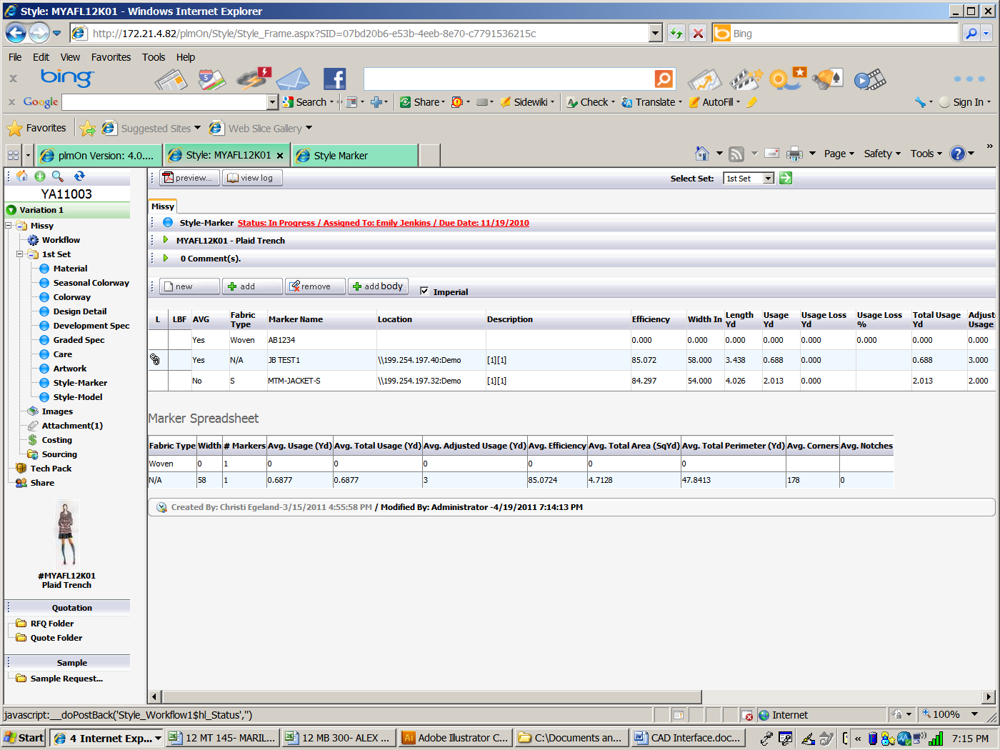 Style: MYAFL12K01 - Windows Internet Explorer
http://172.21.4.82/plmOn/Style/Style_Frame.aspx?SID=07bd20b6-e53b-4eeb-8e70-c7791536215c
Bing
File Edit View Favorites Tools Help
x bing
x Google Search Share Sidewiki Check Translate AutoFill Sign In
Favorites Suggested Sites Web Slice Gallery
plmOn Version: 4.0.... Style: MYAFL12K01 x Style Marker Page Safety Tools »
preview... view log Select Set: 1st Set
YA11003
Variation 1
Missy
Workflow
1st Set
Material
Seasonal Colorway
Colorway
Design Detail
Development Spec
Graded Spec
Care
Artwork
Style-Marker
Style-Model
Images
Attachment(1)
Costing
Sourcing
Tech Pack
Share
#MYAFL12K01
Plaid Trench
Quotation
RFQ Folder
Quote Folder
Sample
Sample Request...
Missy
Style-Marker Status: In Progress / Assigned To: Emily Jenkins / Due Date: 11/19/2010
MYAFL12K01 - Plaid Trench
0 Comment(s).
new add remove add body Imperial
L LBF AVG Fabric Type Marker Name Location Description Efficiency Width In Length Yd Usage Yd Usage Loss Yd Usage Loss % Total Usage Yd Adjust Usage
Yes Woven AB1234 0.000 0.000 0.000 0.000 0.000 0.000 0.000 0.000
Yes N/A JB TEST1 \\199.254.197.40:Demo [1][1] 85.072 58.000 3.438 0.688 0.000 0.688 3.000
No S MTM-JACKET-S \\199.254.197.32:Demo [1][1] 84.297 54.000 4.026 2.013 0.000 2.013 2.000
Marker Spreadsheet
Fabric Type Width # Markers Avg. Usage (Yd) Avg. Total Usage (Yd) Avg. Adjusted Usage (Yd) Avg. Efficiency Avg. Total Area (SqYd) Avg. Total Perimeter (Yd) Avg. Corners Avg. Notches
Woven 0 1 0 0 0 0 0 0
N/A 58 1 0.6877 0.6877 3 85.0724 4.7128 47.8413 178 0
Created By: Christi Egeland-3/15/2011 4:55:58 PM / Modified By: Administrator -4/19/2011 7:14:13 PM
javascript:__doPostBack('Style_Workflow1$hl_Status','') Internet 100%
Start 4 Internet Exp... 12 MT 145- MARIL... 12 MB 300- ALEX ... Adobe Illustrator C... C:\Documents an... CAD Interface.doc... « 7:15 PM